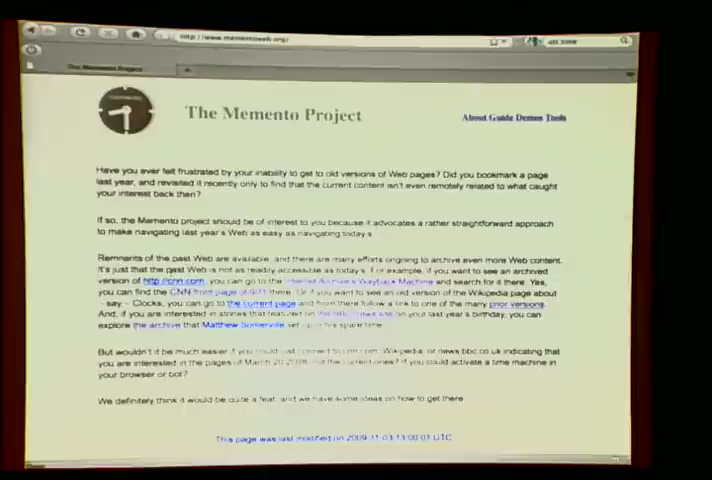 http://www.mementoweb.org/
The Memento Project
The Memento Project
About Guide Demos Tools
Have you ever felt frustrated by your inability to get to old versions of Web pages? Did you bookmark a page
last year, and revisited it recently only to find that the current content isn't even remotely related to what caught
your interest back then?
If so, the Memento project should be of interest to you because it advocates a rather straightforward approach
to make navigating last year's Web as easy as navigating today's.
Remnants of the past Web are available, and there are many efforts ongoing to archive even more Web content.
It's just that the past Web is not as readily accessible as today's. For example, if you want to see an archived
version of http://cnn.com, you can go to the Internet Archive's Wayback Machine and search for it there. Yes,
you can find the CNN front page of 9/11 there. Or if you want to see an old version of the Wikipedia page about
– say – Clocks, you can go to the current page and from there follow a link to one of the many prior versions.
And, if you are interested in stories that featured on the news site on your last year's birthday, you can
explore the archive that Matthew Somerville set up in his spare time.
But wouldn't it be much easier if you could just connect to cnn.com, Wikipedia, or news.bbc.co.uk indicating that
you are interested in the pages of March 20 2008, not the current ones? If you could activate a time machine in
your browser or bot?
We definitely think it would be quite a feat, and we have some ideas on how to get there.
This page was last modified on 2009-11-03 13:00:01 UTC